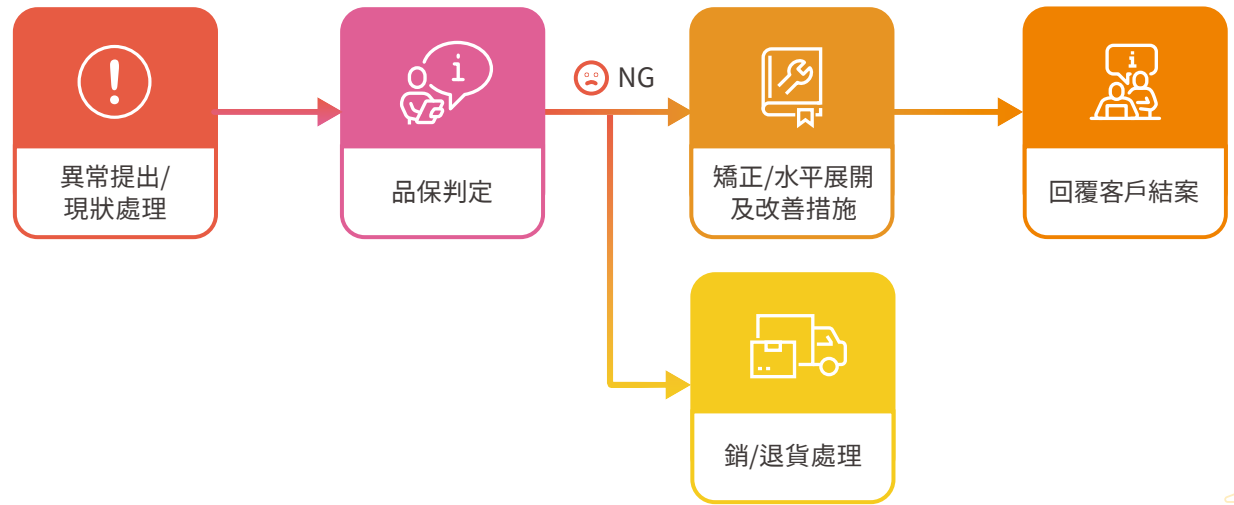 異常提出/
現狀處理
品保判定
NG
矯正/水平展開
及改善措施
回覆客戶結案
銷/退貨處理